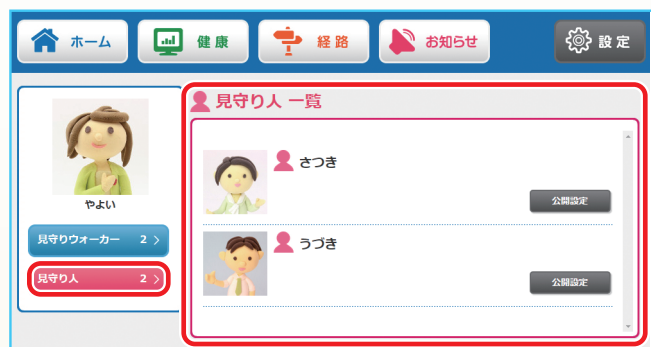 ホーム
健康
経路
お知らせ
設定
やよい
見守りウォーカー 2 >
見守り人 2 >
見守り人 一覧
さつき
公開設定
うづき
公開設定